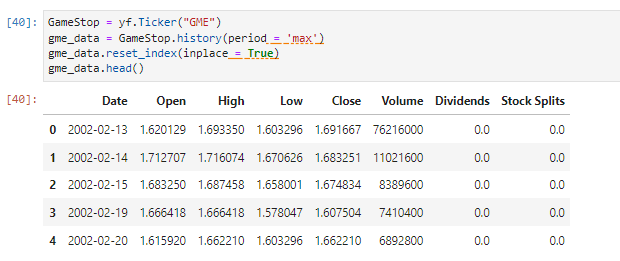 [40]: GameStop = yf.Ticker("GME")
gme_data = GameStop.history(period = 'max')
gme_data.reset_index(inplace = True)
gme_data.head()
[40]: Date Open High Low Close Volume Dividends Stock Splits
0 2002-02-13 1.620129 1.693350 1.603296 1.691667 76216000 0.0 0.0
1 2002-02-14 1.712707 1.716074 1.670626 1.683251 11021600 0.0 0.0
2 2002-02-15 1.683250 1.687458 1.658001 1.674834 8389600 0.0 0.0
3 2002-02-19 1.666418 1.666418 1.578047 1.607504 7410400 0.0 0.0
4 2002-02-20 1.615920 1.662210 1.603296 1.662210 6892800 0.0 0.0